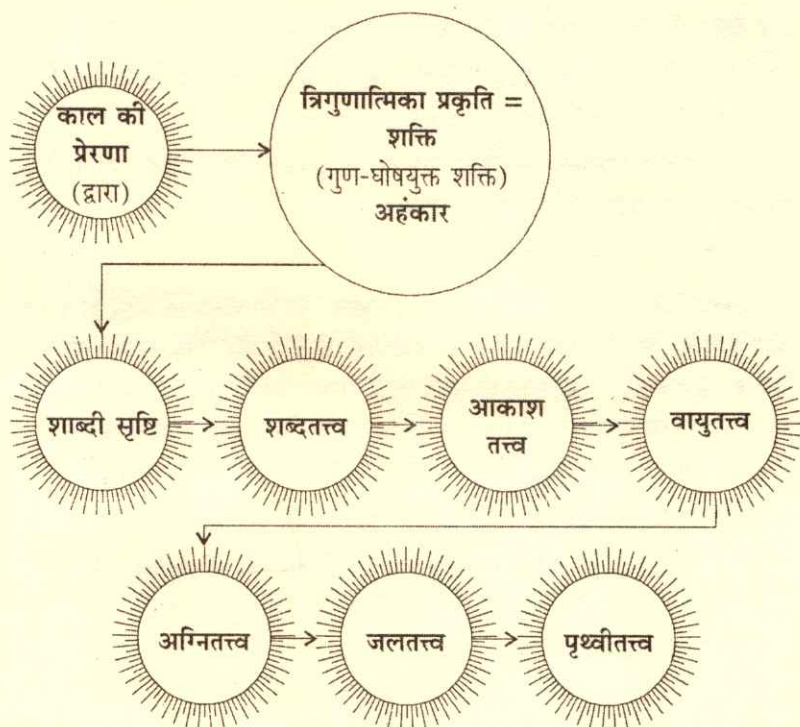 काल की
प्रेरणा
(द्वारा)
त्रिगुणात्मिका प्रकृति =
शक्ति
(गुण-घोषयुक्त शक्ति)
अहंकार
शाब्दी सृष्टि
शब्दतत्त्व
आकाश
तत्त्व
वायुतत्त्व
अग्नितत्त्व
जलतत्त्व
पृथ्वीतत्त्व